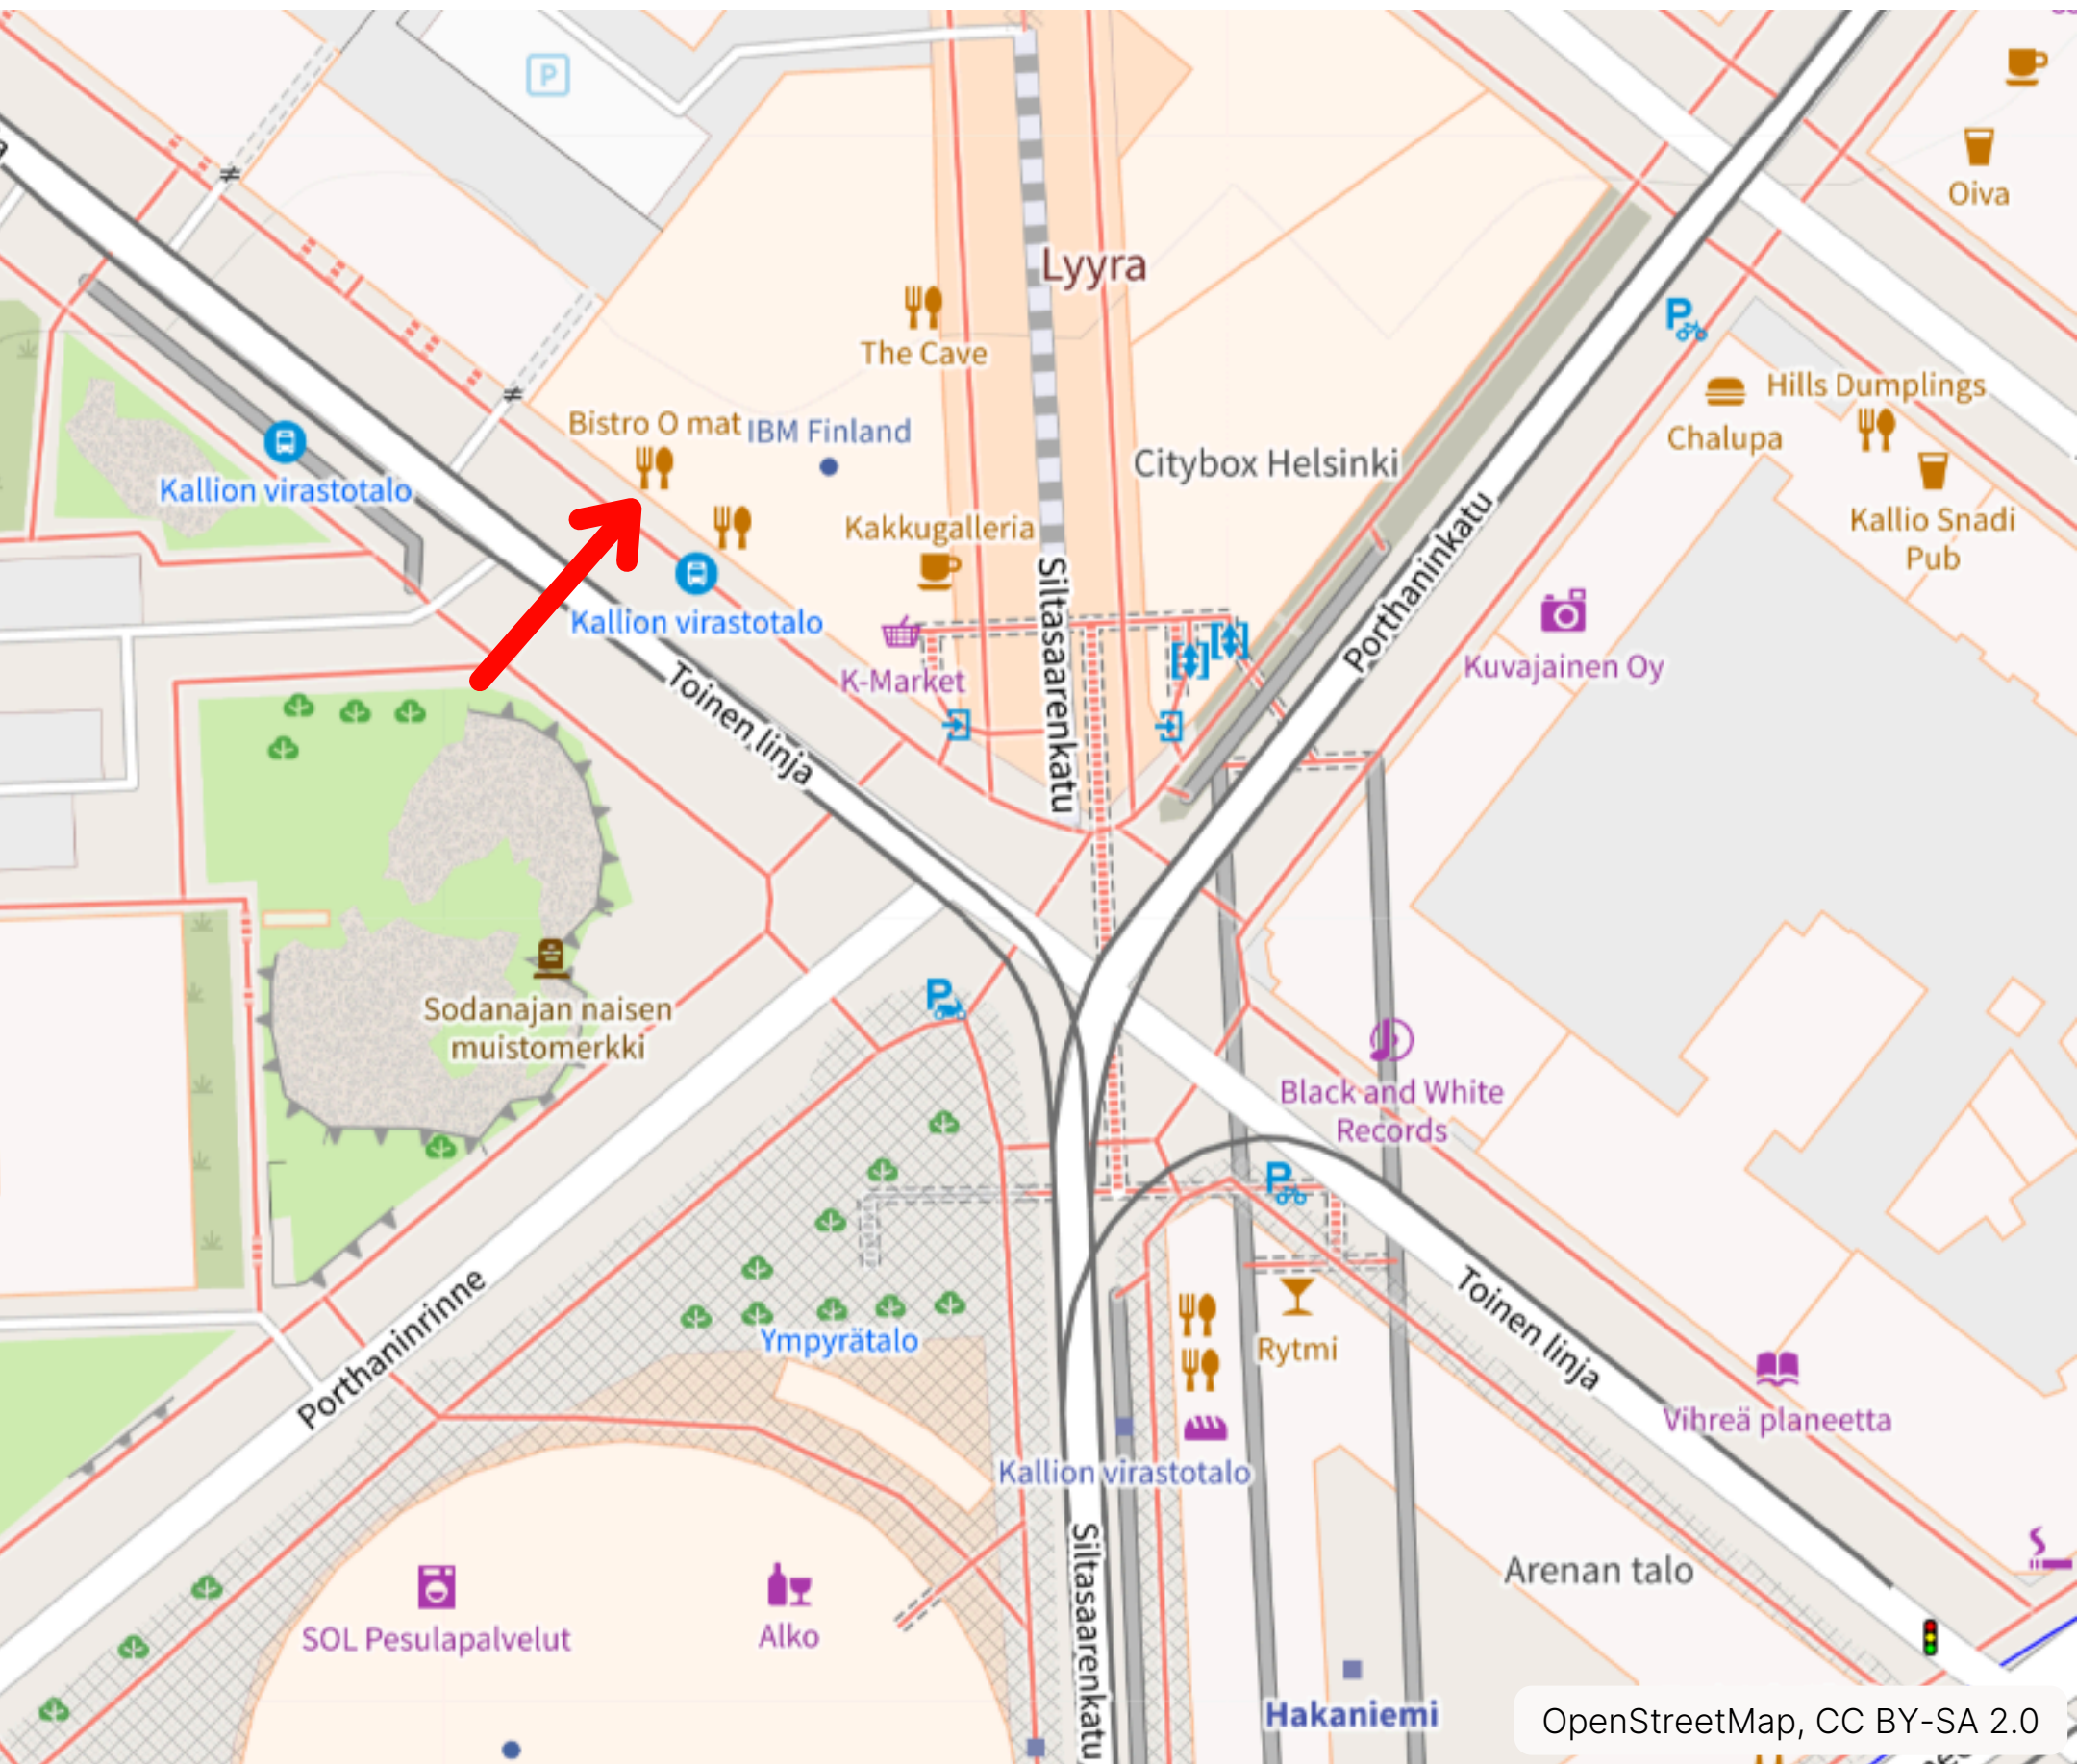 P
Oiva
Lyyra
The Cave
P
Bistro O mat
IBM Finland
Hills Dumplings
Chalupa
Citybox Helsinki
Kallion virastotalo
Kakkugalleria
Kallio Snadi
Pub
Kallion virastotalo
Siltasaarenkatu
Porthaninkatu
K-Market
Kuvajainen Oy
Toinen linja
P
Sodanajan naisen
muistomerkki
Black and White
Records
P
Ympyrätalo
Porthaninrinne
Rytmi
Toinen linja
Vihreä planeetta
Kallion virastotalo
Siltasaarenkatu
Arenan talo
SOL Pesulapalvelut
Alko
Hakaniemi
OpenStreetMap, CC BY-SA 2.0